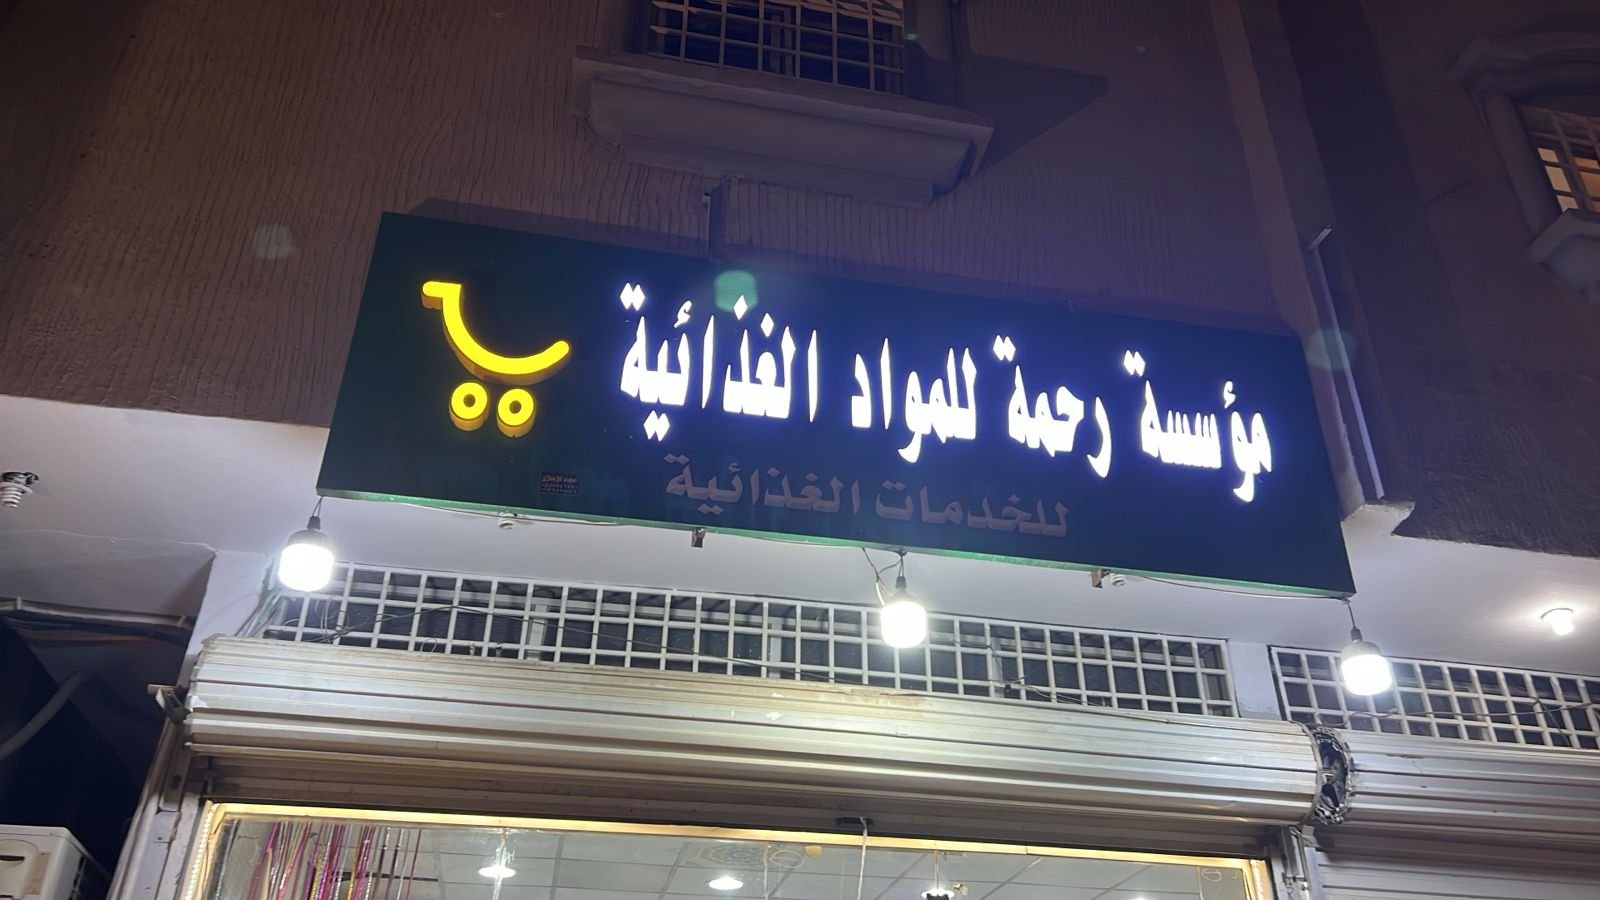 مؤسسة رحمة للمواد الغذائية
للخدمات الغذائية